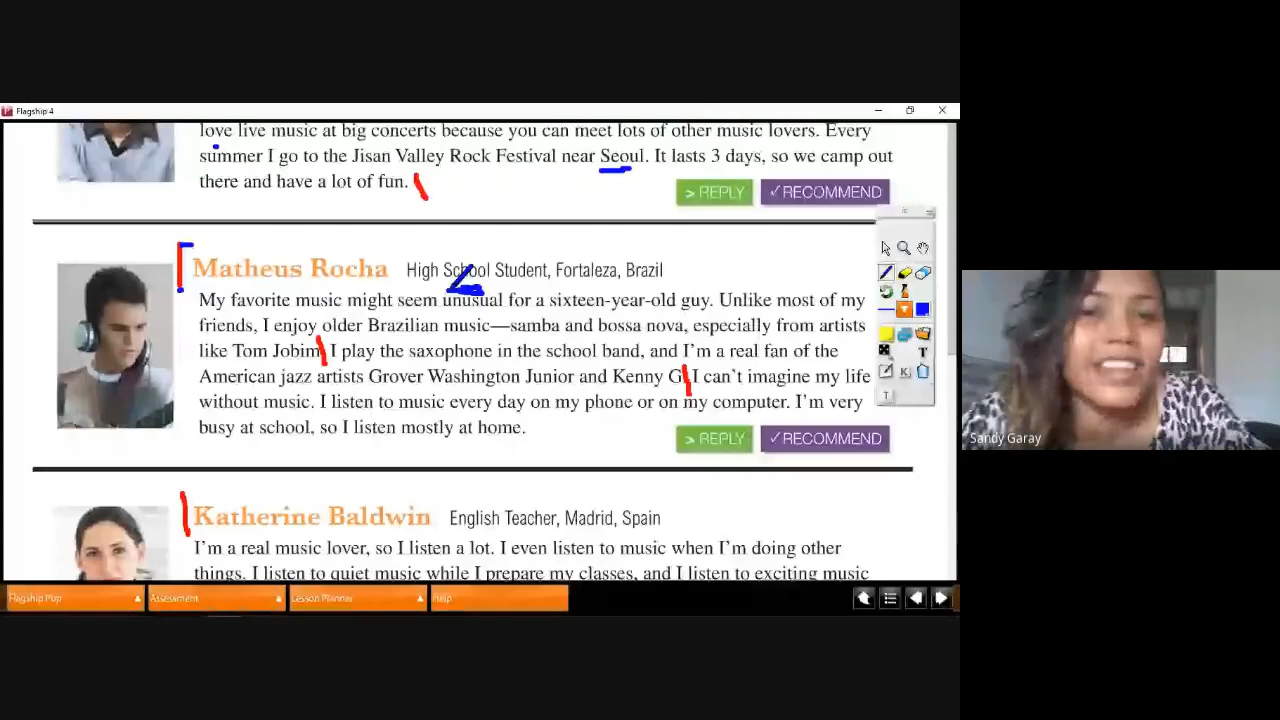 Flagship 4
love live music at big concerts because you can meet lots of other music lovers. Every
summer I go to the Jisan Valley Rock Festival near Seoul. It lasts 3 days, so we camp out
there and have a lot of fun.
> REPLY ✓RECOMMEND
Matheus Rocha High School Student, Fortaleza, Brazil
My favorite music might seem unusual for a sixteen-year-old guy. Unlike most of my
friends, I enjoy older Brazilian music—samba and bossa nova, especially from artists
like Tom Jobim. I play the saxophone in the school band, and I'm a real fan of the
American jazz artists Grover Washington Junior and Kenny G. I can't imagine my life
without music. I listen to music every day on my phone or on my computer. I'm very
busy at school, so I listen mostly at home.
> REPLY ✓RECOMMEND
Katherine Baldwin English Teacher, Madrid, Spain
I'm a real music lover, so I listen a lot. I even listen to music when I'm doing other
things. I listen to quiet music while I prepare my classes, and I listen to exciting music
Flagship Pop Assessment Lesson Planner Help
Sandy Garay